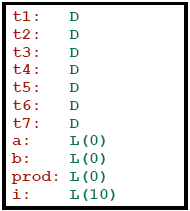 t1: D
t2: D
t3: D
t4: D
t5: D
t6: D
t7: D
a: L(0)
b: L(0)
prod: L(0)
i: L(10)